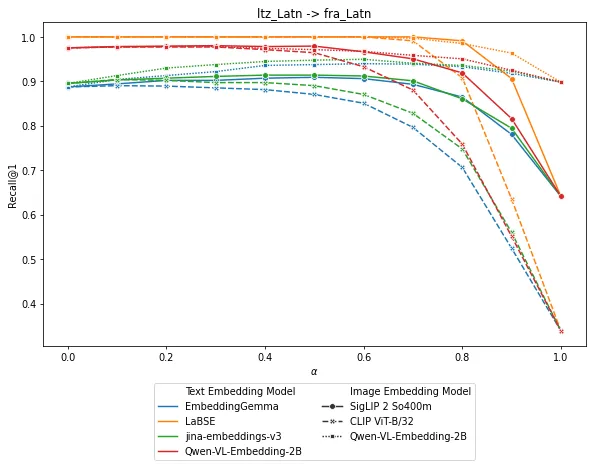 ltz_Latn -> fra_Latn
Recall@1
1.0
0.9
0.8
0.7
0.6
0.5
0.4
0.0 0.2 0.4 0.6 0.8 1.0
α
Text Embedding Model Image Embedding Model
EmbeddingGemma SigLIP 2 So400m
LaBSE CLIP ViT-B/32
jina-embeddings-v3 Qwen-VL-Embedding-2B
Qwen-VL-Embedding-2B